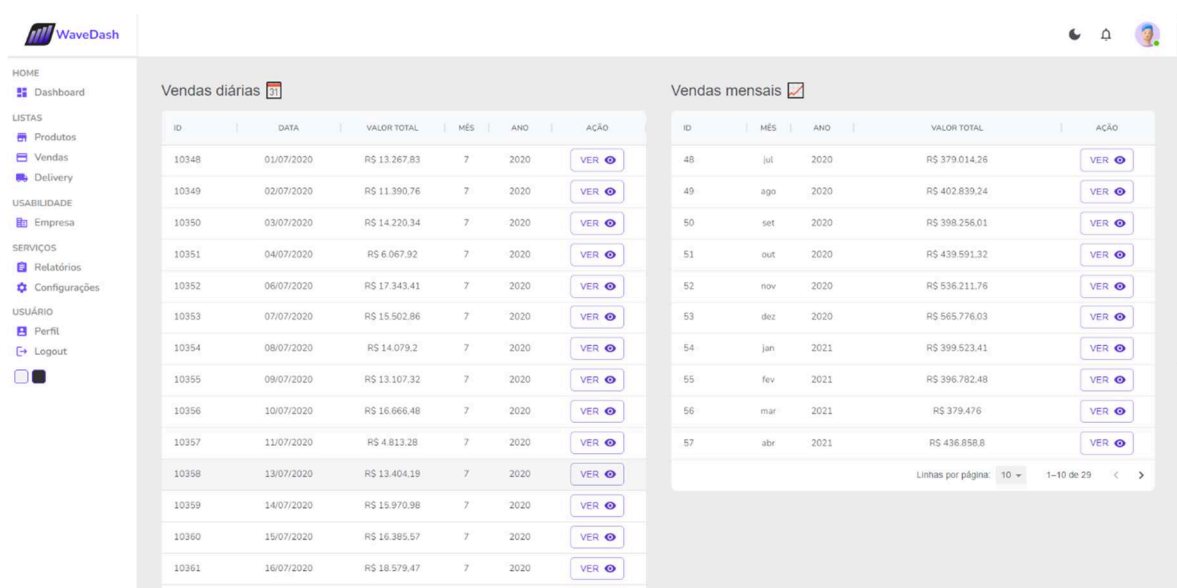 WaveDash
HOME
Dashboard
LISTAS
Produtos
Vendas
Delivery
USABILIDADE
Empresa
SERVIÇOS
Relatórios
Configurações
USUÁRIO
Perfil
Logout
Vendas diárias 31
ID DATA VALOR TOTAL MÊS ANO AÇÃO
10348 01/07/2020 R$ 13.267,83 7 2020 VER
10349 02/07/2020 R$ 11.390,76 7 2020 VER
10350 03/07/2020 R$ 14.220,34 7 2020 VER
10351 04/07/2020 R$ 6.067,92 7 2020 VER
10352 06/07/2020 R$ 17.343,41 7 2020 VER
10353 07/07/2020 R$ 15.502,86 7 2020 VER
10354 08/07/2020 R$ 14.079,2 7 2020 VER
10355 09/07/2020 R$ 13.107,32 7 2020 VER
10356 10/07/2020 R$ 16.666,48 7 2020 VER
10357 11/07/2020 R$ 4.813,28 7 2020 VER
10358 13/07/2020 R$ 13.404,19 7 2020 VER
10359 14/07/2020 R$ 15.970,98 7 2020 VER
10360 15/07/2020 R$ 16.385,57 7 2020 VER
10361 16/07/2020 R$ 18.579,47 7 2020 VER
Vendas mensais
ID MÊS ANO VALOR TOTAL AÇÃO
48 jul 2020 R$ 379.014,26 VER
49 ago 2020 R$ 402.839,24 VER
50 set 2020 R$ 398.256,01 VER
51 out 2020 R$ 439.591,32 VER
52 nov 2020 R$ 536.211,76 VER
53 dez 2020 R$ 565.776,03 VER
54 jan 2021 R$ 399.523,41 VER
55 fev 2021 R$ 396.782,48 VER
56 mar 2021 R$ 379.476 VER
57 abr 2021 R$ 436.858,8 VER
Linhas por página: 10 1–10 de 29